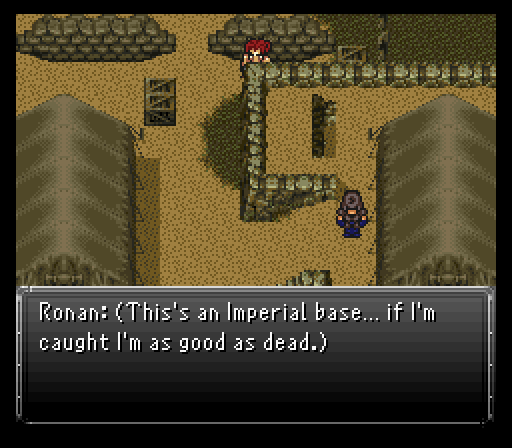 Ronan: (This's an Imperial base... if I'm
caught I'm as good as dead.)